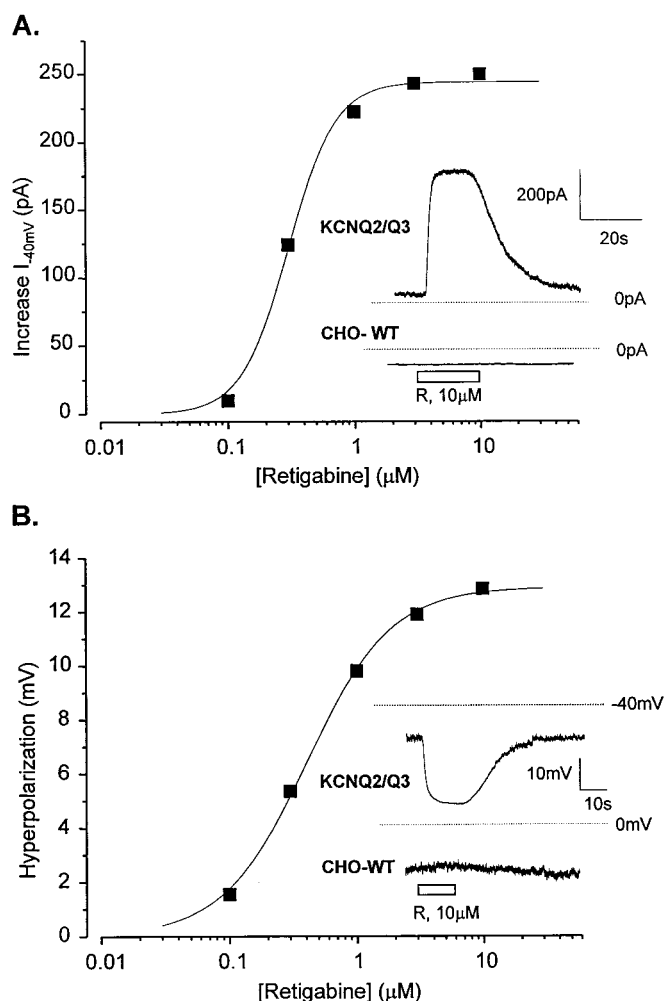 A.
Increase I-40mV (pA)
250
200
150
100
50
0
KCNQ2/Q3
200pA
20s
0pA
CHO- WT
0pA
R, 10µM
0.01
0.1
1
10
[Retigabine] (µM)
B.
Hyperpolarization (mV)
14
12
10
8
6
4
2
0
-40mV
KCNQ2/Q3
10mV
10s
0mV
CHO-WT
R, 10µM
0.01
0.1
1
10
[Retigabine] (µM)